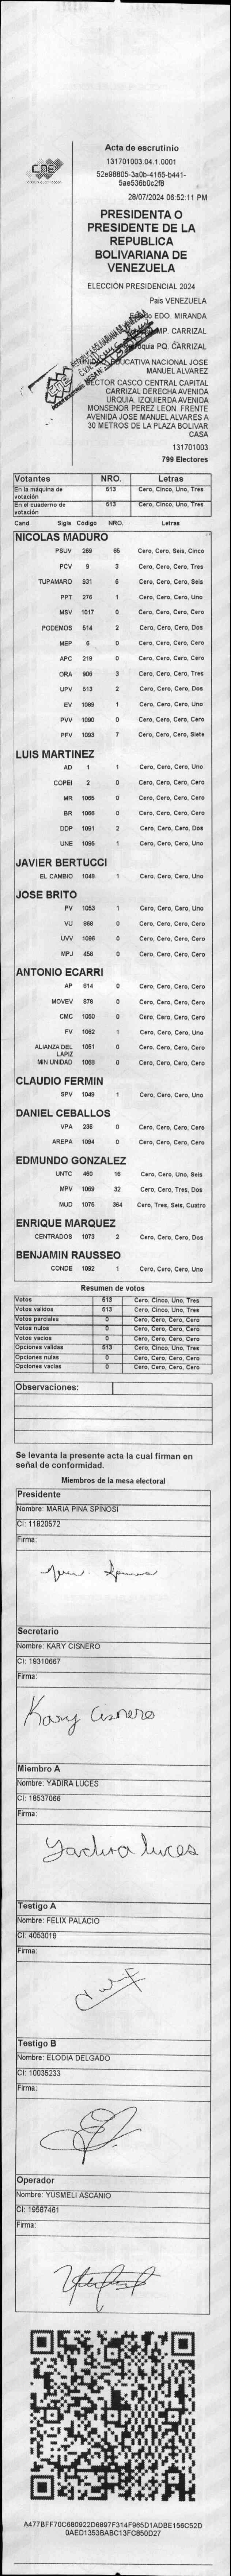 CNE
Acta de escrutinio
131701003.04.1.0001
52e98805-3a0b-4165-b441-
5ae536b0c2f8
28/07/2024 06:52:11 PM
PRESIDENTA O
PRESIDENTE DE LA
REPUBLICA
BOLIVARIANA DE
VENEZUELA
ELECCIÓN PRESIDENCIAL 2024
País VENEZUELA
EDO. MIRANDA
MP. CARRIZAL
PQ. CARRIZAL
EDUCATIVA NACIONAL JOSE
MANUEL ALVAREZ
SECTOR CASCO CENTRAL CAPITAL
CARRIZAL DERECHA AVENIDA
URQUIA. IZQUIERDA AVENIDA
MONSENOR PEREZ LEON. FRENTE
AVENIDA JOSE MANUEL ALVARES A
30 METROS DE LA PLAZA BOLIVAR
CASA
131701003
799 Electores
Votantes NRO. Letras
En la máquina de votación 513 Cero, Cinco, Uno, Tres
En el cuaderno de votación 513 Cero, Cinco, Uno, Tres
Cand. Sigla Código NRO. Letras
NICOLAS MADURO
PSUV 269 65 Cero, Cero, Seis, Cinco
PCV 9 3 Cero, Cero, Cero, Tres
TUPAMARO 931 6 Cero, Cero, Cero, Seis
PPT 276 1 Cero, Cero, Cero, Uno
MSV 1017 0 Cero, Cero, Cero, Cero
PODEMOS 514 2 Cero, Cero, Cero, Dos
MEP 6 0 Cero, Cero, Cero, Cero
APC 219 0 Cero, Cero, Cero, Cero
ORA 906 3 Cero, Cero, Cero, Tres
UPV 513 2 Cero, Cero, Cero, Dos
EV 1089 1 Cero, Cero, Cero, Uno
PVV 1090 0 Cero, Cero, Cero, Cero
PFV 1093 7 Cero, Cero, Cero, Siete
LUIS MARTINEZ
AD 1 1 Cero, Cero, Cero, Uno
COPEI 2 0 Cero, Cero, Cero, Cero
MR 1065 0 Cero, Cero, Cero, Cero
BR 1066 0 Cero, Cero, Cero, Cero
DDP 1091 2 Cero, Cero, Cero, Dos
UNE 1095 1 Cero, Cero, Cero, Uno
JAVIER BERTUCCI
EL CAMBIO 1048 1 Cero, Cero, Cero, Uno
JOSE BRITO
PV 1053 1 Cero, Cero, Cero, Uno
VU 868 0 Cero, Cero, Cero, Cero
UVV 1096 0 Cero, Cero, Cero, Cero
MPJ 458 0 Cero, Cero, Cero, Cero
ANTONIO ECARRI
AP 914 0 Cero, Cero, Cero, Cero
MOVEV 978 0 Cero, Cero, Cero, Cero
CMC 1050 0 Cero, Cero, Cero, Cero
FV 1062 1 Cero, Cero, Cero, Uno
ALIANZA DEL LAPIZ 1051 0 Cero, Cero, Cero, Cero
MIN UNIDAD 1068 0 Cero, Cero, Cero, Cero
CLAUDIO FERMIN
SPV 1049 1 Cero, Cero, Cero, Uno
DANIEL CEBALLOS
VPA 236 0 Cero, Cero, Cero, Cero
AREPA 1094 0 Cero, Cero, Cero, Cero
EDMUNDO GONZALEZ
UNTC 460 16 Cero, Cero, Uno, Seis
MPV 1069 32 Cero, Cero, Tres, Dos
MUD 1075 364 Cero, Tres, Seis, Cuatro
ENRIQUE MARQUEZ
CENTRADOS 1073 2 Cero, Cero, Cero, Dos
BENJAMIN RAUSSEO
CONDE 1092 1 Cero, Cero, Cero, Uno
Resumen de votos
Votos 513 Cero, Cinco, Uno, Tres
Votos validos 513 Cero, Cinco, Uno, Tres
Votos parciales 0 Cero, Cero, Cero, Cero
Votos nulos 0 Cero, Cero, Cero, Cero
Votos vacios 0 Cero, Cero, Cero, Cero
Opciones validas 513 Cero, Cinco, Uno, Tres
Opciones nulas 0 Cero, Cero, Cero, Cero
Opciones vacias 0 Cero, Cero, Cero, Cero
Observaciones:
Se levanta la presente acta la cual firman en
señal de conformidad.
Miembros de la mesa electoral
Presidente
Nombre: MARIA PINA SPINOSI
CI: 11820572
Firma:
Secretario
Nombre: KARY CISNERO
CI: 19310667
Firma:
Kary Cisnero
Miembro A
Nombre: YADIRA LUCES
CI: 18537066
Firma:
Yadira luces
Testigo A
Nombre: FELIX PALACIO
CI: 4053019
Firma:
Testigo B
Nombre: ELODIA DELGADO
CI: 10035233
Firma:
Operador
Nombre: YUSMELI ASCANIO
CI: 19587461
Firma:
A477BFF70C680922D6897F314F965D1ADBE156C52D
0AED1353BABC13FC850D27